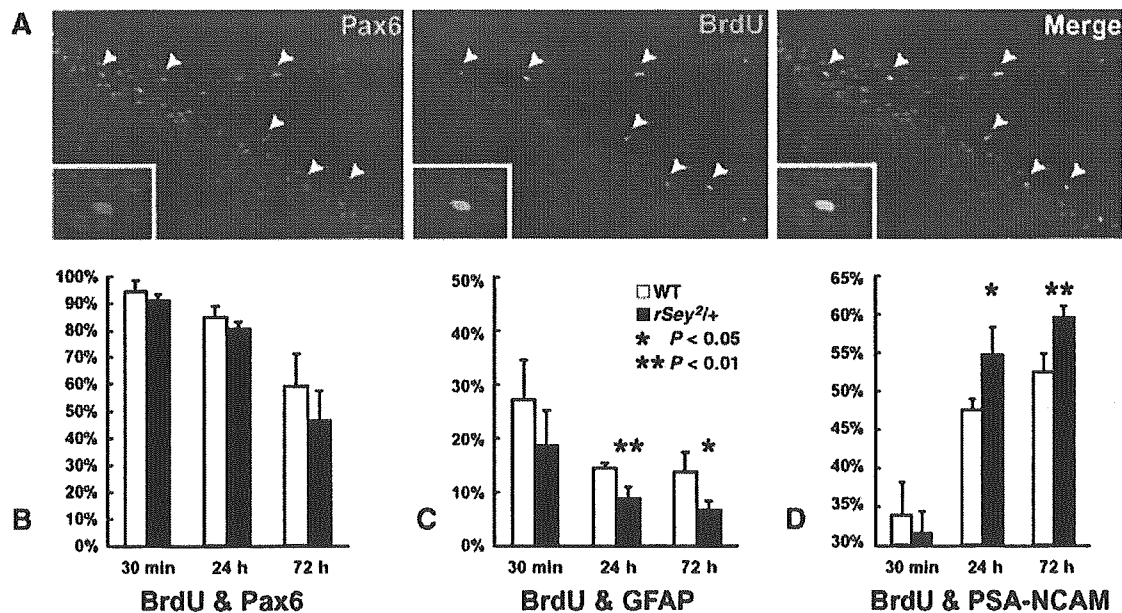 A
Pax6
BrdU
Merge
100%
90%
80%
70%
60%
50%
40%
30%
20%
10%
0%
B
30 min 24 h 72 h
BrdU & Pax6
50%
40%
30%
20%
10%
0%
C
WT
rSey²/+
* P < 0.05
** P < 0.01
** *
30 min 24 h 72 h
BrdU & GFAP
65%
60%
55%
50%
45%
40%
35%
30%
D
* **
30 min 24 h 72 h
BrdU & PSA-NCAM